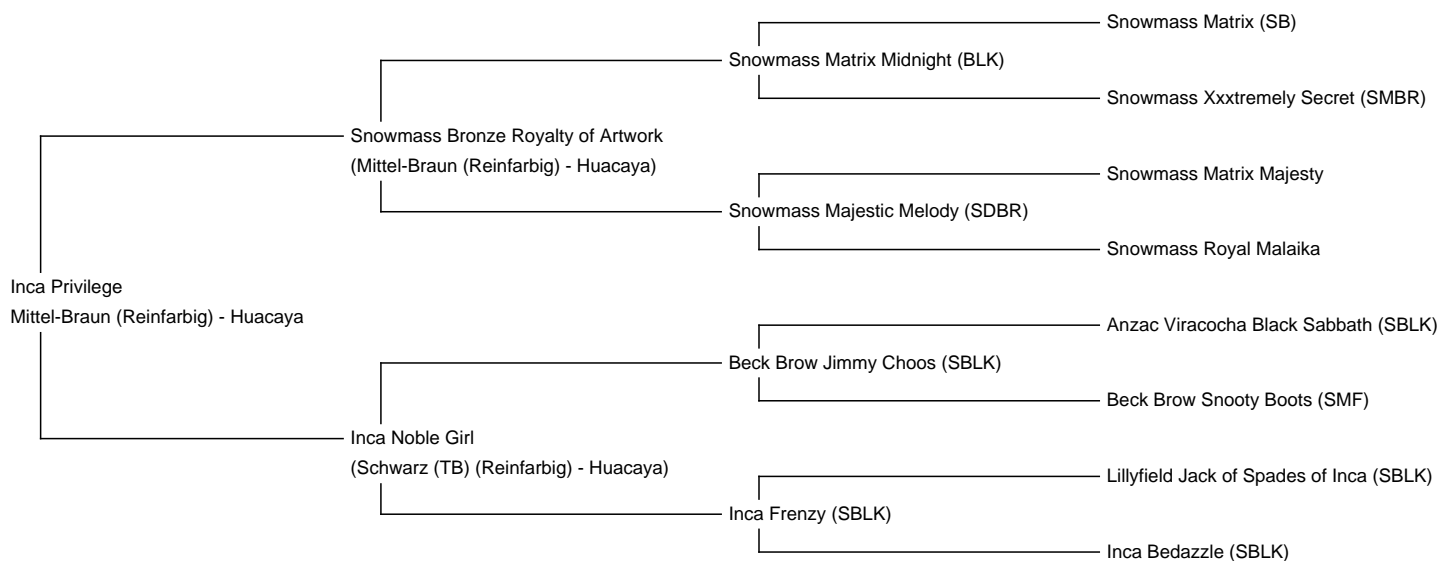 Snowmass Matrix (SB)
Snowmass Matrix Midnight (BLK)
Snowmass Xxxtremely Secret (SMBR)
Snowmass Bronze Royalty of Artwork
(Mittel-Braun (Reinfarbig) - Huacaya)
Snowmass Matrix Majesty
Snowmass Majestic Melody (SDBR)
Snowmass Royal Malaika
Inca Privilege
Mittel-Braun (Reinfarbig) - Huacaya
Anzac Viracocha Black Sabbath (SBLK)
Beck Brow Jimmy Choos (SBLK)
Beck Brow Snooty Boots (SMF)
Inca Noble Girl
(Schwarz (TB) (Reinfarbig) - Huacaya)
Lillyfield Jack of Spades of Inca (SBLK)
Inca Frenzy (SBLK)
Inca Bedazzle (SBLK)